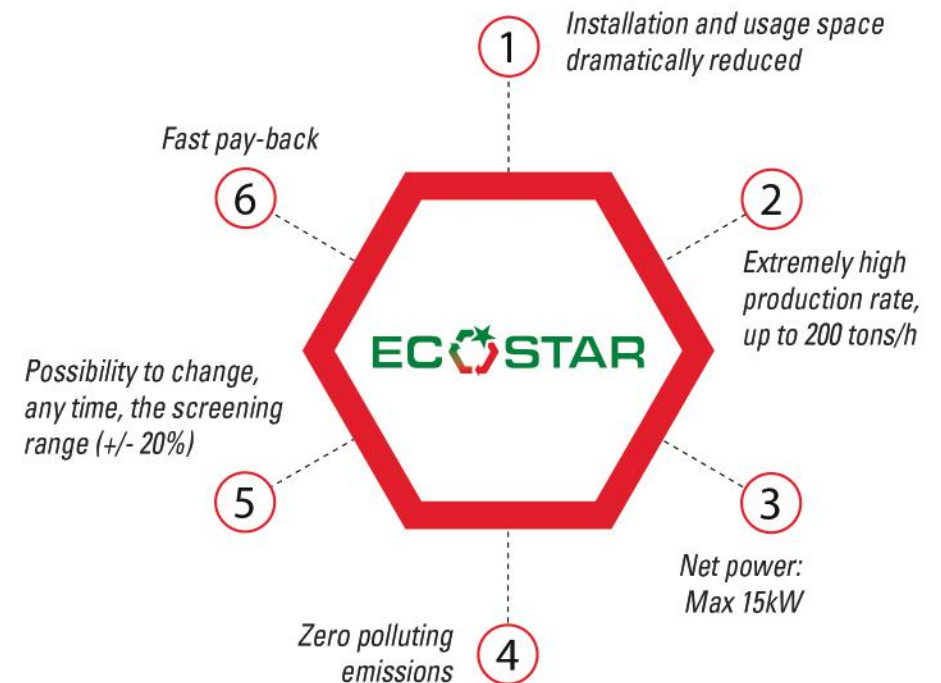 1
Installation and usage space
dramatically reduced
2
Extremely high
production rate,
up to 200 tons/h
3
Net power:
Max 15kW
4
Zero polluting
emissions
5
Possibility to change,
any time, the screening
range (+/- 20%)
6
Fast pay-back
ECOSTAR